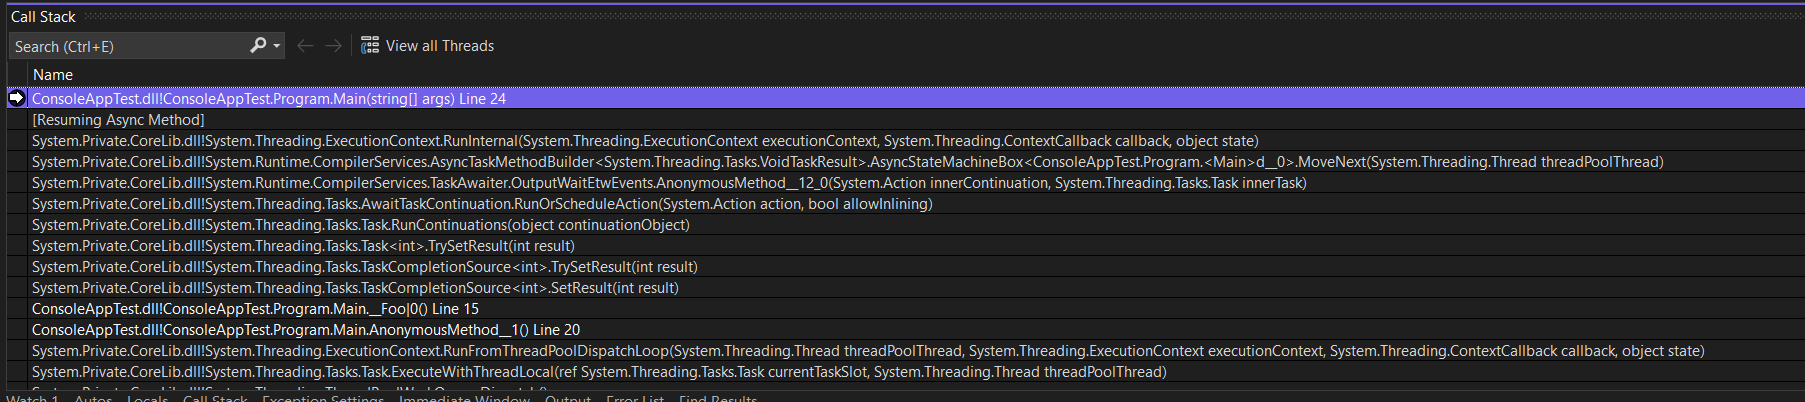 Call Stack
Search (Ctrl+E) View all Threads
Name
ConsoleAppTest.dll!ConsoleAppTest.Program.Main(string[] args) Line 24
[Resuming Async Method]
System.Private.CoreLib.dll!System.Threading.ExecutionContext.RunInternal(System.Threading.ExecutionContext executionContext, System.Threading.ContextCallback callback, object state)
System.Private.CoreLib.dll!System.Runtime.CompilerServices.AsyncTaskMethodBuilder<System.Threading.Tasks.VoidTaskResult>.AsyncStateMachineBox<ConsoleAppTest.Program.<Main>d__0>.MoveNext(System.Threading.Thread threadPoolThread)
System.Private.CoreLib.dll!System.Runtime.CompilerServices.TaskAwaiter.OutputWaitEtwEvents.AnonymousMethod__12_0(System.Action innerContinuation, System.Threading.Tasks.Task innerTask)
System.Private.CoreLib.dll!System.Threading.Tasks.AwaitTaskContinuation.RunOrScheduleAction(System.Action action, bool allowInlining)
System.Private.CoreLib.dll!System.Threading.Tasks.Task.RunContinuations(object continuationObject)
System.Private.CoreLib.dll!System.Threading.Tasks.Task<int>.TrySetResult(int result)
System.Private.CoreLib.dll!System.Threading.Tasks.TaskCompletionSource<int>.TrySetResult(int result)
System.Private.CoreLib.dll!System.Threading.Tasks.TaskCompletionSource<int>.SetResult(int result)
ConsoleAppTest.dll!ConsoleAppTest.Program.Main.__Foo|0() Line 15
ConsoleAppTest.dll!ConsoleAppTest.Program.Main.AnonymousMethod__1() Line 20
System.Private.CoreLib.dll!System.Threading.ExecutionContext.RunFromThreadPoolDispatchLoop(System.Threading.Thread threadPoolThread, System.Threading.ExecutionContext executionContext, System.Threading.ContextCallback callback, object state)
System.Private.CoreLib.dll!System.Threading.Tasks.Task.ExecuteWithThreadLocal(ref System.Threading.Tasks.Task currentTaskSlot, System.Threading.Thread threadPoolThread)
Watch 1 Autos Locals Call Stack Exception Settings Immediate Window Output Error List Find Results